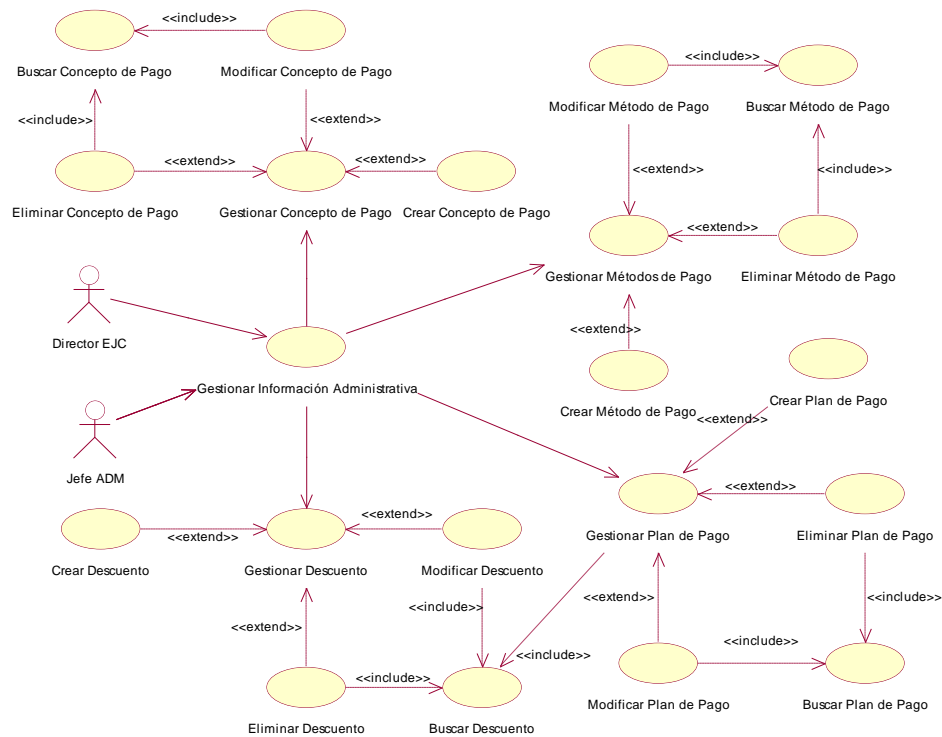 <<include>>
Buscar Concepto de Pago
Modificar Concepto de Pago
<<include>>
Modificar Método de Pago
Buscar Método de Pago
<<include>>
<<extend>>
<<extend>>
<<extend>>
<<extend>>
<<include>>
Eliminar Concepto de Pago
Gestionar Concepto de Pago
Crear Concepto de Pago
<<extend>>
Gestionar Métodos de Pago
Eliminar Método de Pago
Director EJC
<<extend>>
Gestionar Información Administrativa
Crear Método de Pago
Crear Plan de Pago
<<extend>>
Jefe ADM
<<extend>>
<<extend>>
<<extend>>
Gestionar Plan de Pago
Eliminar Plan de Pago
Crear Descuento
Gestionar Descuento
Modificar Descuento
<<extend>>
<<include>>
<<include>>
<<extend>>
<<include>>
<<include>>
<<include>>
Eliminar Descuento
Buscar Descuento
Modificar Plan de Pago
Buscar Plan de Pago